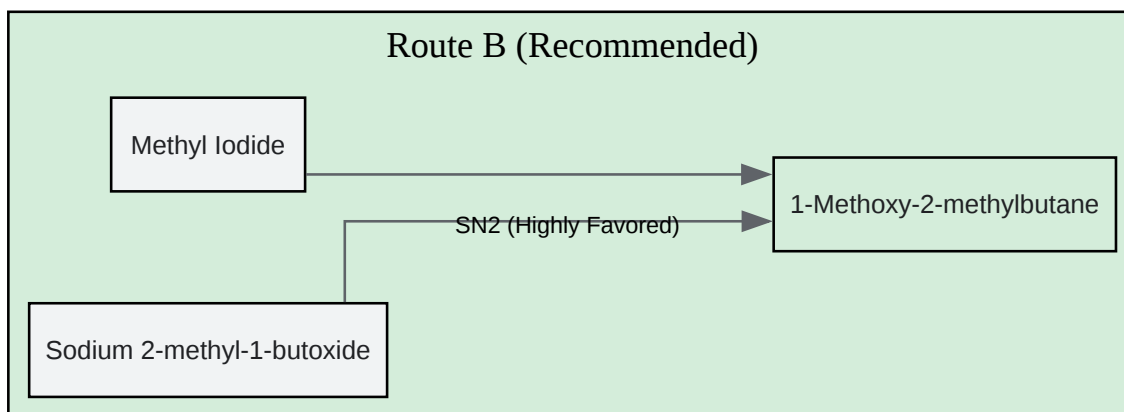 Route B (Recommended)
Methyl Iodide
1-Methoxy-2-methylbutane
SN2 (Highly Favored)
Sodium 2-methyl-1-butoxide